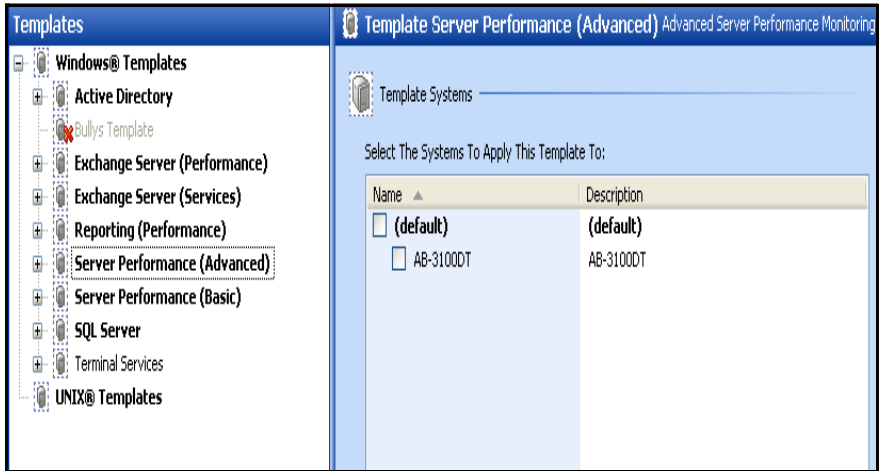 Templates
Windows® Templates
Active Directory
Bullys Template
Exchange Server (Performance)
Exchange Server (Services)
Reporting (Performance)
Server Performance (Advanced)
Server Performance (Basic)
SQL Server
Terminal Services
UNIX® Templates
Template Server Performance (Advanced) Advanced Server Performance Monitoring
Template Systems
Select The Systems To Apply This Template To:
Name Description
(default) (default)
AB-3100DT AB-3100DT